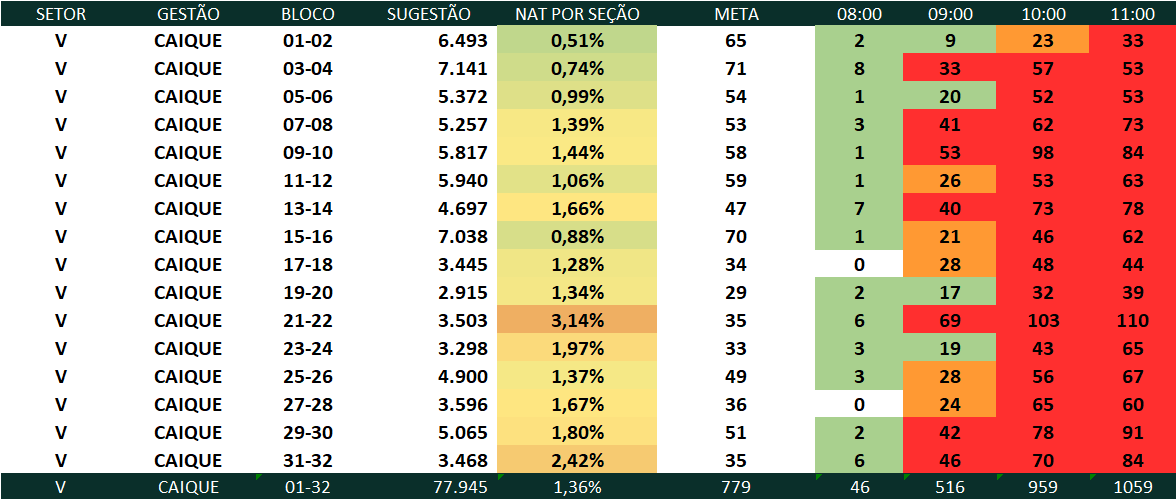 SETOR GESTÃO BLOCO SUGESTÃO NAT POR SEÇÃO META 08:00 09:00 10:00 11:00
V CAIQUE 01-02 6.493 0,51% 65 2 9 23 33
V CAIQUE 03-04 7.141 0,74% 71 8 33 57 53
V CAIQUE 05-06 5.372 0,99% 54 1 20 52 53
V CAIQUE 07-08 5.257 1,39% 53 3 41 62 73
V CAIQUE 09-10 5.817 1,44% 58 1 53 98 84
V CAIQUE 11-12 5.940 1,06% 59 1 26 53 63
V CAIQUE 13-14 4.697 1,66% 47 7 40 73 78
V CAIQUE 15-16 7.038 0,88% 70 1 21 46 62
V CAIQUE 17-18 3.445 1,28% 34 0 28 48 44
V CAIQUE 19-20 2.915 1,34% 29 2 17 32 39
V CAIQUE 21-22 3.503 3,14% 35 6 69 103 110
V CAIQUE 23-24 3.298 1,97% 33 3 19 43 65
V CAIQUE 25-26 4.900 1,37% 49 3 28 56 67
V CAIQUE 27-28 3.596 1,67% 36 0 24 65 60
V CAIQUE 29-30 5.065 1,80% 51 2 42 78 91
V CAIQUE 31-32 3.468 2,42% 35 6 46 70 84
V CAIQUE 01-32 77.945 1,36% 779 46 516 959 1059